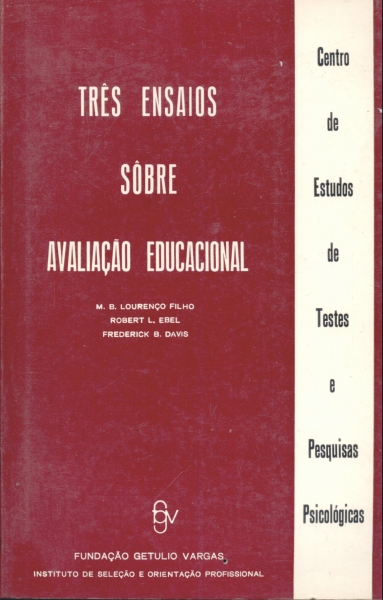 TRÊS ENSAIOS
SÔBRE
AVALIAÇÃO EDUCACIONAL
M. B. LOURENÇO FILHO
ROBERT L. EBEL
FREDERICK B. DAVIS
fgv
FUNDAÇÃO GETULIO VARGAS
INSTITUTO DE SELEÇÃO E ORIENTAÇÃO PROFISSIONAL
Centro
de
Estudos
de
Testes
e
Pesquisas
Psicológicas